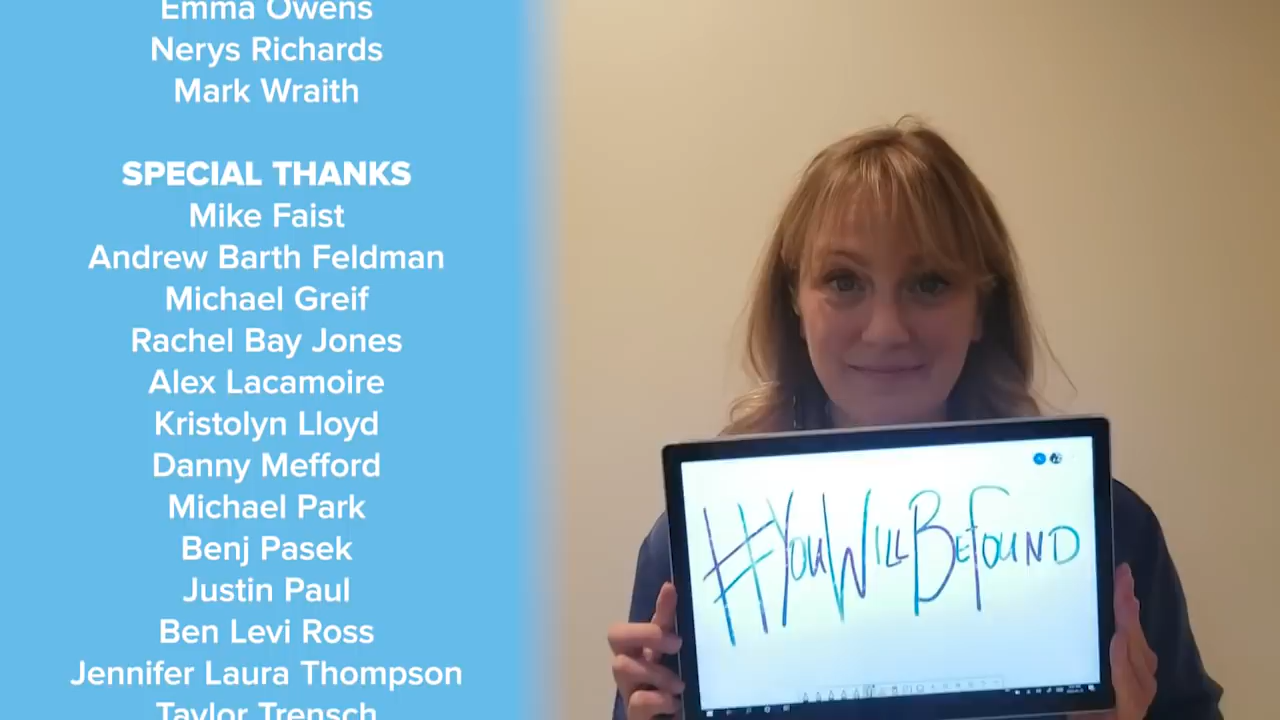 Emma Owens
Nerys Richards
Mark Wraith
SPECIAL THANKS
Mike Faist
Andrew Barth Feldman
Michael Greif
Rachel Bay Jones
Alex Lacamoire
Kristolyn Lloyd
Danny Mefford
Michael Park
Benj Pasek
Justin Paul
Ben Levi Ross
Jennifer Laura Thompson
Taylor Trensch
#YouWillBeFound